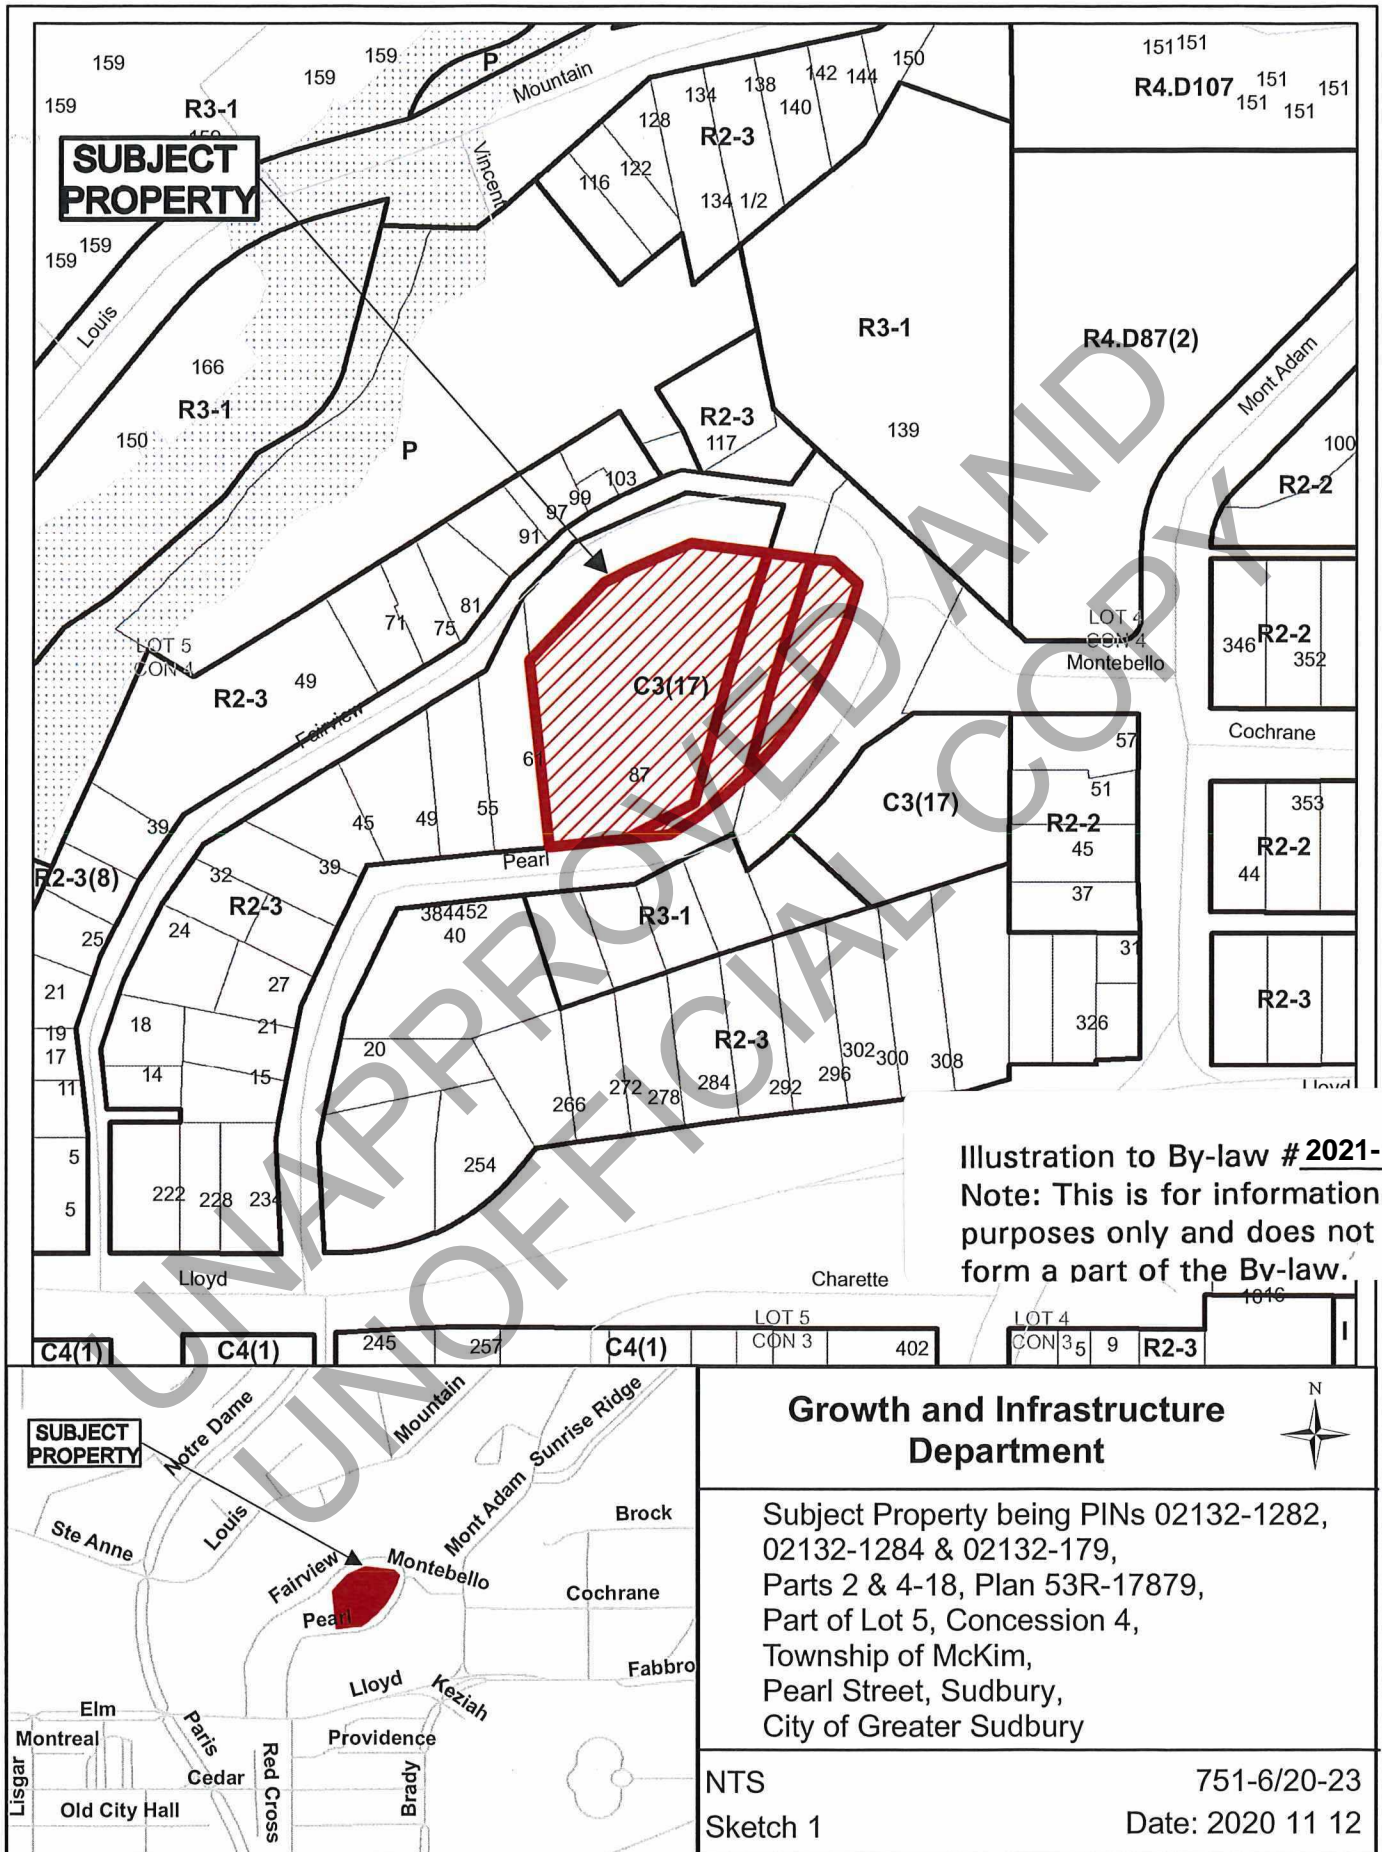 159
159
159
159
R3-1
P
Mountain
Vincent
SUBJECT
PROPERTY
116
122
128
134
R2-3
134 1/2
138
140
142
144
150
151 151
R4.D107
151
151
151
151
159
159
Louis
166
R3-1
150
P
R3-1
R4.D87(2)
Mont Adam
R2-3
117
139
100
R2-2
103
99
97
91
81
75
71
49
R2-3
LOT 5
CON 4
Fairview
LOT 4
CON 4
Montebello
346
R2-2
352
Cochrane
C3(17)
61
87
55
49
45
39
39
C3(17)
57
51
R2-2
45
37
31
326
353
R2-2
44
R2-3
Lloyd
Pearl
R2-3(8)
32
R2-3
24
25
27
21
21
19
17
18
14
15
11
5
5
384452
40
R3-1
20
R2-3
266
272
278
284
292
296
302
300
308
254
222
228
234
Lloyd
Charette
Illustration to By-law # 2021-
Note: This is for information
purposes only and does not
form a part of the By-law.
LOT 5
CON 3
LOT 4
CON 3
C4(1)
C4(1)
245
257
C4(1)
402
5
9
R2-3
1816
I
UNAPPROVED AND
UNOFFICIAL COPY
SUBJECT
PROPERTY
Notre Dame
Mountain
Sunrise Ridge
Ste Anne
Louis
Mont Adam
Brock
Fairview
Montebello
Cochrane
Pearl
Lloyd
Keziah
Fabbro
Elm
Montreal
Paris
Providence
Lisgar
Cedar
Red Cross
Brady
Old City Hall
Growth and Infrastructure
Department
N
Subject Property being PINs 02132-1282,
02132-1284 & 02132-179,
Parts 2 & 4-18, Plan 53R-17879,
Part of Lot 5, Concession 4,
Township of McKim,
Pearl Street, Sudbury,
City of Greater Sudbury
NTS
751-6/20-23
Sketch 1
Date: 2020 11 12